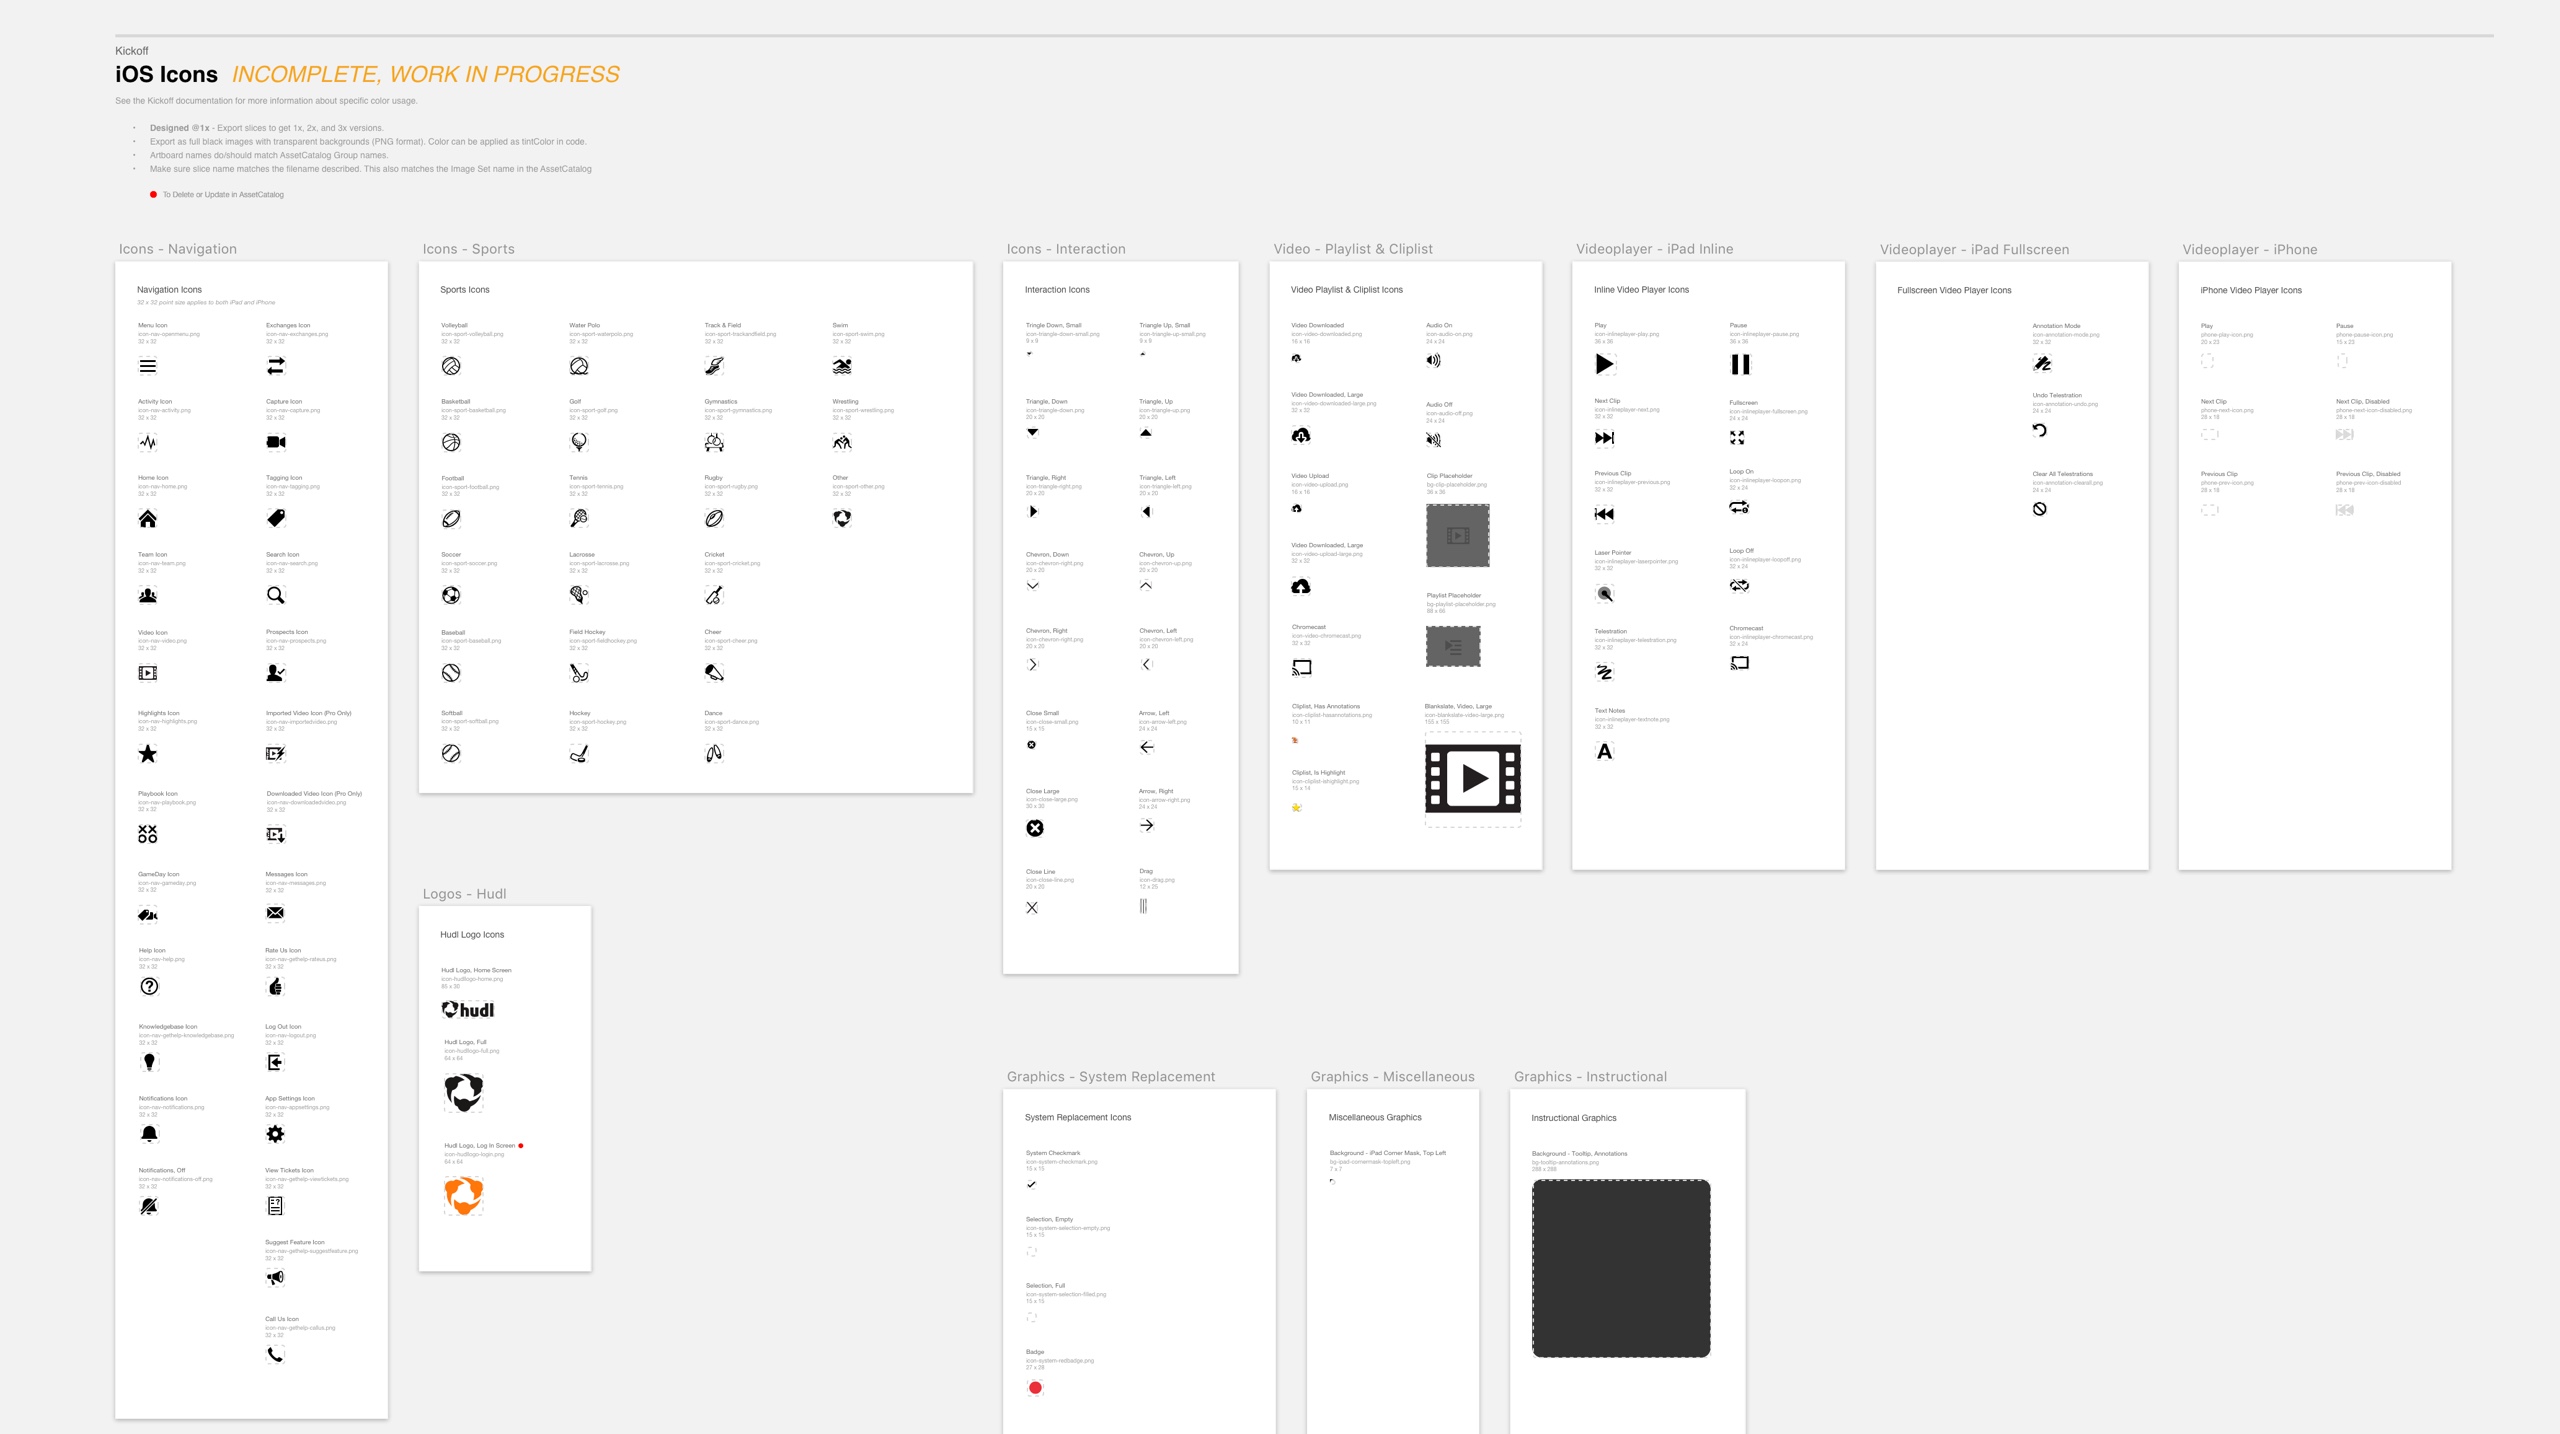 Kickoff
iOS Icons INCOMPLETE, WORK IN PROGRESS
See the Kickoff documentation for more information about specific color usage.
• Designed @1x - Export slices to get 1x, 2x, and 3x versions.
• Export as full black images with transparent backgrounds (PNG format). Color can be applied as tintColor in code.
• Artboard names do/should match AssetCatalog Group names.
• Make sure slice name matches the filename described. This also matches the Image Set name in the AssetCatalog
To Delete or Update in AssetCatalog
Icons - Navigation
Navigation Icons
32 x 32 point size applies to both iPad and iPhone
Menu Icon
icon-nav-openmenu.png
32 x 32
Exchanges Icon
icon-nav-exchanges.png
32 x 32
Activity Icon
icon-nav-activity.png
32 x 32
Capture Icon
icon-nav-capture.png
32 x 32
Home Icon
icon-nav-home.png
32 x 32
Tagging Icon
icon-nav-tagging.png
32 x 32
Team Icon
icon-nav-team.png
32 x 32
Search Icon
icon-nav-search.png
32 x 32
Video Icon
icon-nav-video.png
32 x 32
Prospects Icon
icon-nav-prospects.png
32 x 32
Highlights Icon
icon-nav-highlights.png
32 x 32
Imported Video Icon (Pro Only)
icon-nav-importedvideo.png
32 x 32
Playbook Icon
icon-nav-playbook.png
32 x 32
Downloaded Video Icon (Pro Only)
icon-nav-downloadedvideo.png
32 x 32
GameDay Icon
icon-nav-gameday.png
32 x 32
Messages Icon
icon-nav-messages.png
32 x 32
Help Icon
icon-nav-help.png
32 x 32
Rate Us Icon
icon-nav-gethelp-rateus.png
32 x 32
Knowledgebase Icon
icon-nav-gethelp-knowledgebase.png
32 x 32
Log Out Icon
icon-nav-logout.png
32 x 32
Notifications Icon
icon-nav-notifications.png
32 x 32
App Settings Icon
icon-nav-appsettings.png
32 x 32
Notifications, Off
icon-nav-notifications-off.png
32 x 32
View Tickets Icon
icon-nav-gethelp-viewtickets.png
32 x 32
Suggest Feature Icon
icon-nav-gethelp-suggestfeature.png
32 x 32
Call Us Icon
icon-nav-gethelp-callus.png
32 x 32
Icons - Sports
Sports Icons
Volleyball
icon-sport-volleyball.png
32 x 32
Water Polo
icon-sport-waterpolo.png
32 x 32
Track & Field
icon-sport-trackandfield.png
32 x 32
Swim
icon-sport-swim.png
32 x 32
Basketball
icon-sport-basketball.png
32 x 32
Golf
icon-sport-golf.png
32 x 32
Gymnastics
icon-sport-gymnastics.png
32 x 32
Wrestling
icon-sport-wrestling.png
32 x 32
Football
icon-sport-football.png
32 x 32
Tennis
icon-sport-tennis.png
32 x 32
Rugby
icon-sport-rugby.png
32 x 32
Other
icon-sport-other.png
32 x 32
Soccer
icon-sport-soccer.png
32 x 32
Lacrosse
icon-sport-lacrosse.png
32 x 32
Cricket
icon-sport-cricket.png
32 x 32
Baseball
icon-sport-baseball.png
32 x 32
Field Hockey
icon-sport-fieldhockey.png
32 x 32
Cheer
icon-sport-cheer.png
32 x 32
Softball
icon-sport-softball.png
32 x 32
Hockey
icon-sport-hockey.png
32 x 32
Dance
icon-sport-dance.png
32 x 32
Logos - Hudl
Hudl Logo Icons
Hudl Logo, Home Screen
icon-hudllogo-home.png
85 x 30
hudl
Hudl Logo, Full
icon-hudllogo-full.png
64 x 64
Hudl Logo, Log In Screen
icon-hudllogo-login.png
64 x 64
Icons - Interaction
Interaction Icons
Tringle Down, Small
icon-triangle-down-small.png
9 x 9
Triangle Up, Small
icon-triangle-up-small.png
9 x 9
Triangle, Down
icon-triangle-down.png
20 x 20
Triangle, Up
icon-triangle-up.png
20 x 20
Triangle, Right
icon-triangle-right.png
20 x 20
Triangle, Left
icon-triangle-left.png
20 x 20
Chevron, Down
icon-chevron-right.png
20 x 20
Chevron, Up
icon-chevron-up.png
20 x 20
Chevron, Right
icon-chevron-right.png
20 x 20
Chevron, Left
icon-chevron-left.png
20 x 20
Close Small
icon-close-small.png
15 x 15
Arrow, Left
icon-arrow-left.png
24 x 24
Close Large
icon-close-large.png
30 x 30
Arrow, Right
icon-arrow-right.png
24 x 24
Close Line
icon-close-line.png
20 x 20
Drag
icon-drag.png
12 x 25
Video - Playlist & Cliplist
Video Playlist & Cliplist Icons
Video Downloaded
icon-video-downloaded.png
16 x 16
Audio On
icon-audio-on.png
24 x 24
Video Downloaded, Large
icon-video-downloaded-large.png
32 x 32
Audio Off
icon-audio-off.png
24 x 24
Video Upload
icon-video-upload.png
16 x 16
Clip Placeholder
bg-clip-placeholder.png
36 x 36
Video Downloaded, Large
icon-video-upload-large.png
32 x 32
Playlist Placeholder
bg-playlist-placeholder.png
88 x 66
Chromecast
icon-video-chromecast.png
32 x 32
Cliplist, Has Annotations
icon-cliplist-hasannotations.png
10 x 11
Blankslate, Video, Large
icon-blankslate-video-large.png
155 x 155
Cliplist, Is Highlight
icon-cliplist-ishighlight.png
15 x 14
Videoplayer - iPad Inline
Inline Video Player Icons
Play
icon-inlineplayer-play.png
36 x 36
Pause
icon-inlineplayer-pause.png
36 x 36
Next Clip
icon-inlineplayer-next.png
32 x 32
Fullscreen
icon-inlineplayer-fullscreen.png
24 x 24
Previous Clip
icon-inlineplayer-previous.png
32 x 32
Loop On
icon-inlineplayer-loopon.png
32 x 24
Laser Pointer
icon-inlineplayer-laserpointer.png
32 x 32
Loop Off
icon-inlineplayer-loopoff.png
32 x 24
Telestration
icon-inlineplayer-telestration.png
32 x 32
Chromecast
icon-inlineplayer-chromecast.png
32 x 24
Text Notes
icon-inlineplayer-textnote.png
32 x 32
A
Videoplayer - iPad Fullscreen
Fullscreen Video Player Icons
Annotation Mode
icon-annotation-mode.png
32 x 32
Undo Telestration
icon-annotation-undo.png
24 x 24
Clear All Telestrations
icon-annotation-clearall.png
24 x 24
Videoplayer - iPhone
iPhone Video Player Icons
Play
phone-play-icon.png
20 x 23
Pause
phone-pause-icon.png
15 x 23
Next Clip
phone-next-icon.png
28 x 18
Next Clip, Disabled
phone-next-icon-disabled.png
28 x 18
Previous Clip
phone-prev-icon.png
28 x 18
Previous Clip, Disabled
phone-prev-icon-disabled
28 x 18
Graphics - System Replacement
System Replacement Icons
System Checkmark
icon-system-checkmark.png
15 x 15
Selection, Empty
icon-system-selection-empty.png
15 x 15
Selection, Full
icon-system-selection-filled.png
15 x 15
Badge
icon-system-redbadge.png
27 x 28
Graphics - Miscellaneous
Miscellaneous Graphics
Background - iPad Corner Mask, Top Left
bg-ipad-cornermask-topleft.png
7 x 7
Graphics - Instructional
Instructional Graphics
Background - Tooltip, Annotations
bg-tooltip-annotations.png
288 x 288